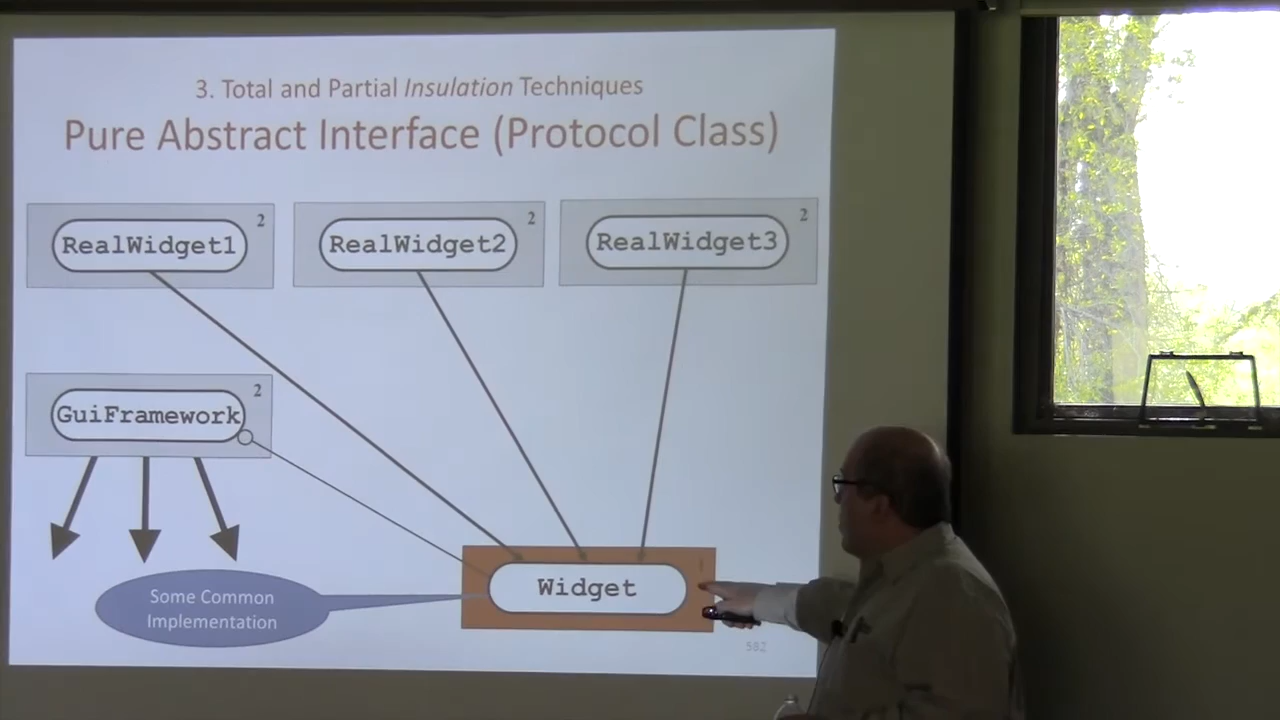 3. Total and Partial Insulation Techniques
Pure Abstract Interface (Protocol Class)
2
RealWidget1
2
RealWidget2
2
RealWidget3
2
GuiFramework
Widget
Some Common
Implementation
582